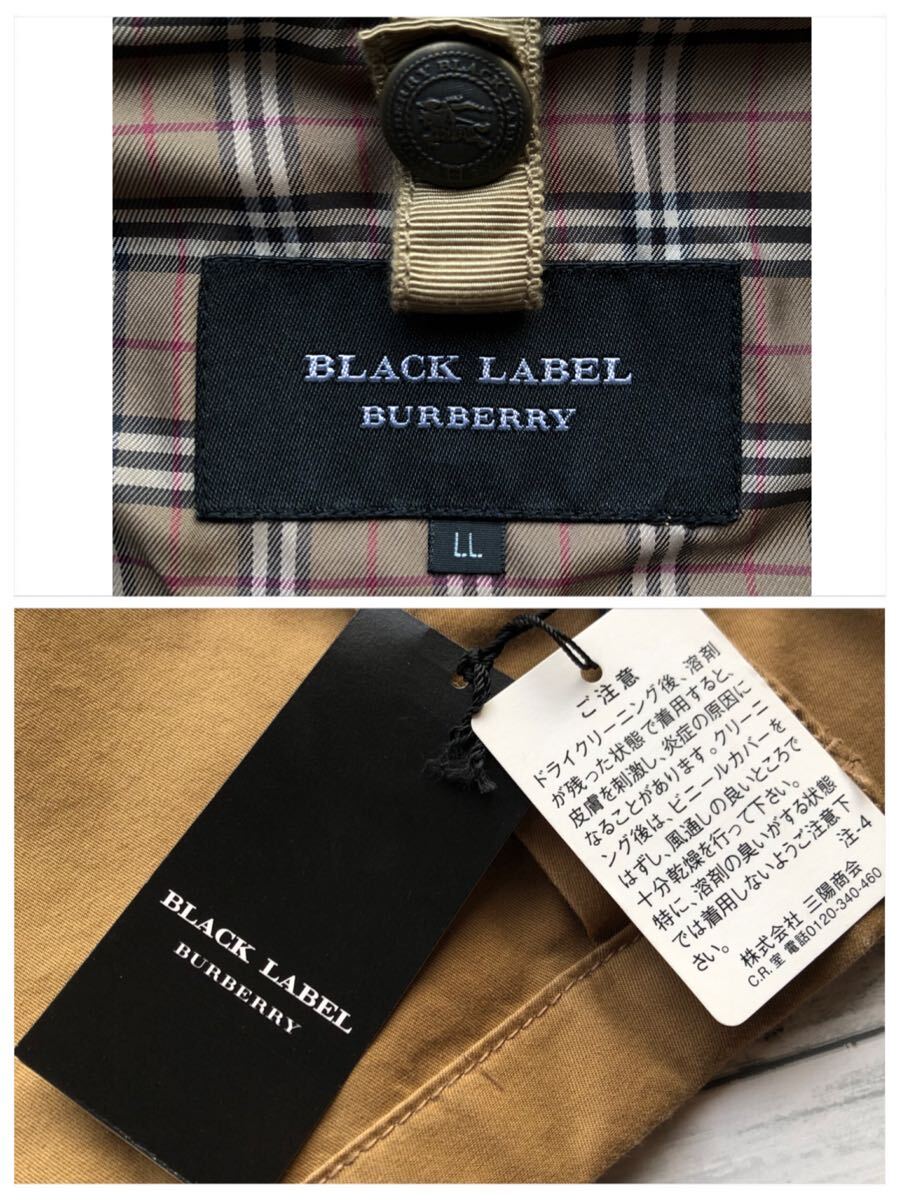 BLACK LABEL
BURBERRY
LL
BLACK LABEL
BURBERRY
ご注意
ドライクリーニング後、溶剤
が残った状態で着用すると、
皮膚を刺激し、炎症の原因に
なることがあります。クリーニ
ング後は、ビニールカバーを
はずし、風通しの良いところで
十分乾燥を行って下さい。
特に、溶剤の臭いがする状態
では着用しないようご注意下
さい。
注-4
株式会社 三陽商会
C.R.室 電話0120-340-460